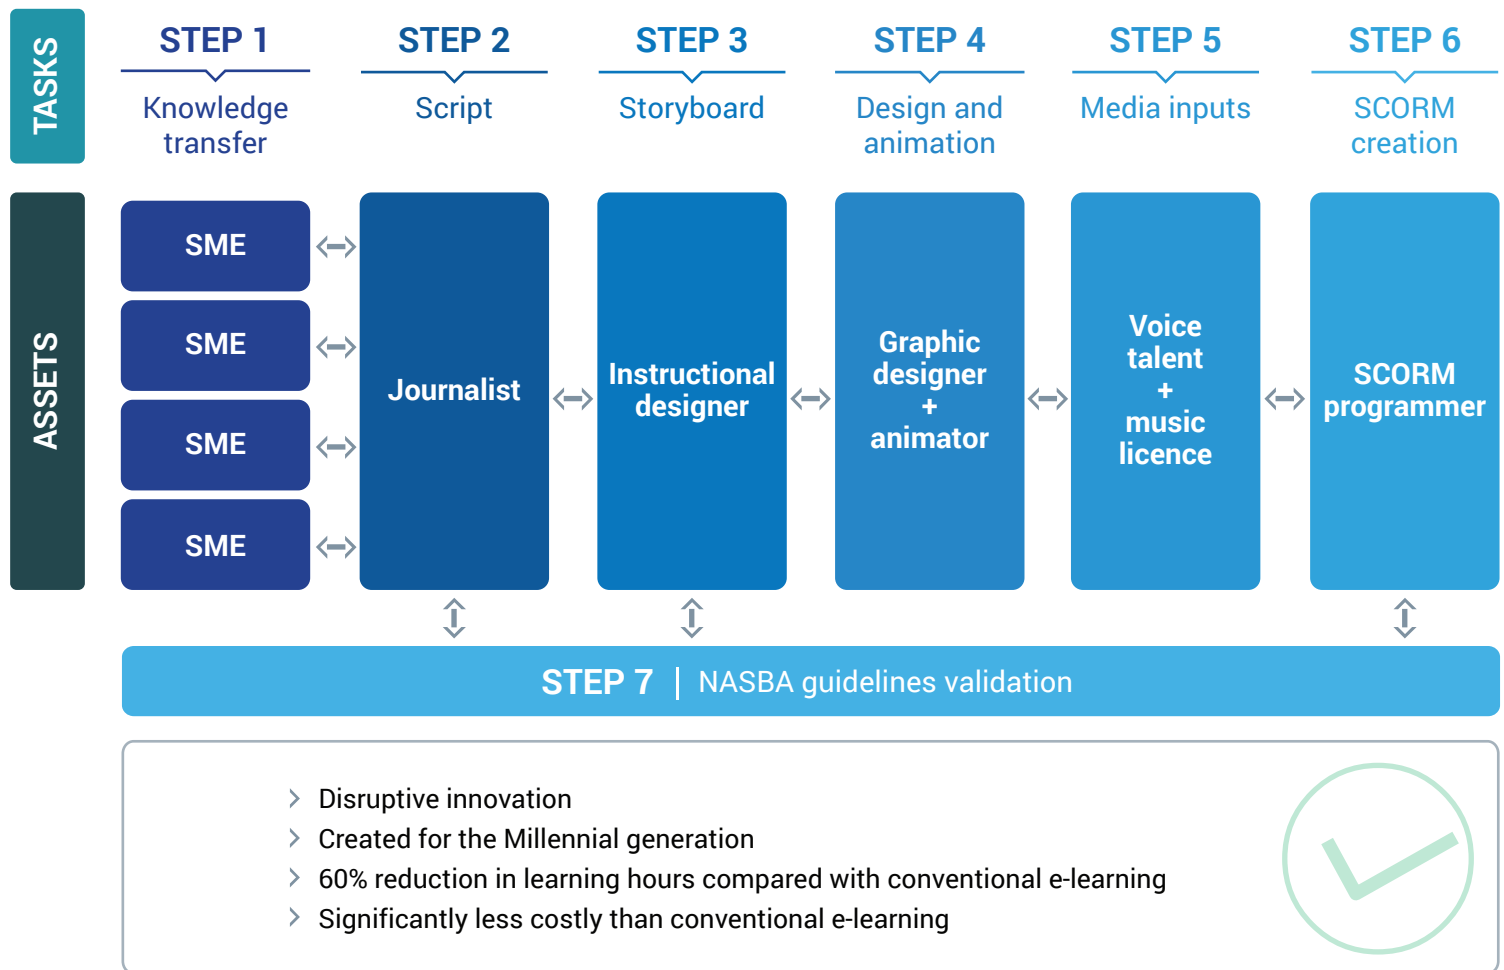 TASKS
STEP 1
Knowledge
transfer
STEP 2
Script
STEP 3
Storyboard
STEP 4
Design and
animation
STEP 5
Media inputs
STEP 6
SCORM
creation
ASSETS
SME
SME
SME
SME
Journalist
Instructional
designer
Graphic
designer
+
animator
Voice
talent
+
music
licence
SCORM
programmer
STEP 7 | NASBA guidelines validation
Disruptive innovation
Created for the Millennial generation
60% reduction in learning hours compared with conventional e-learning
Significantly less costly than conventional e-learning